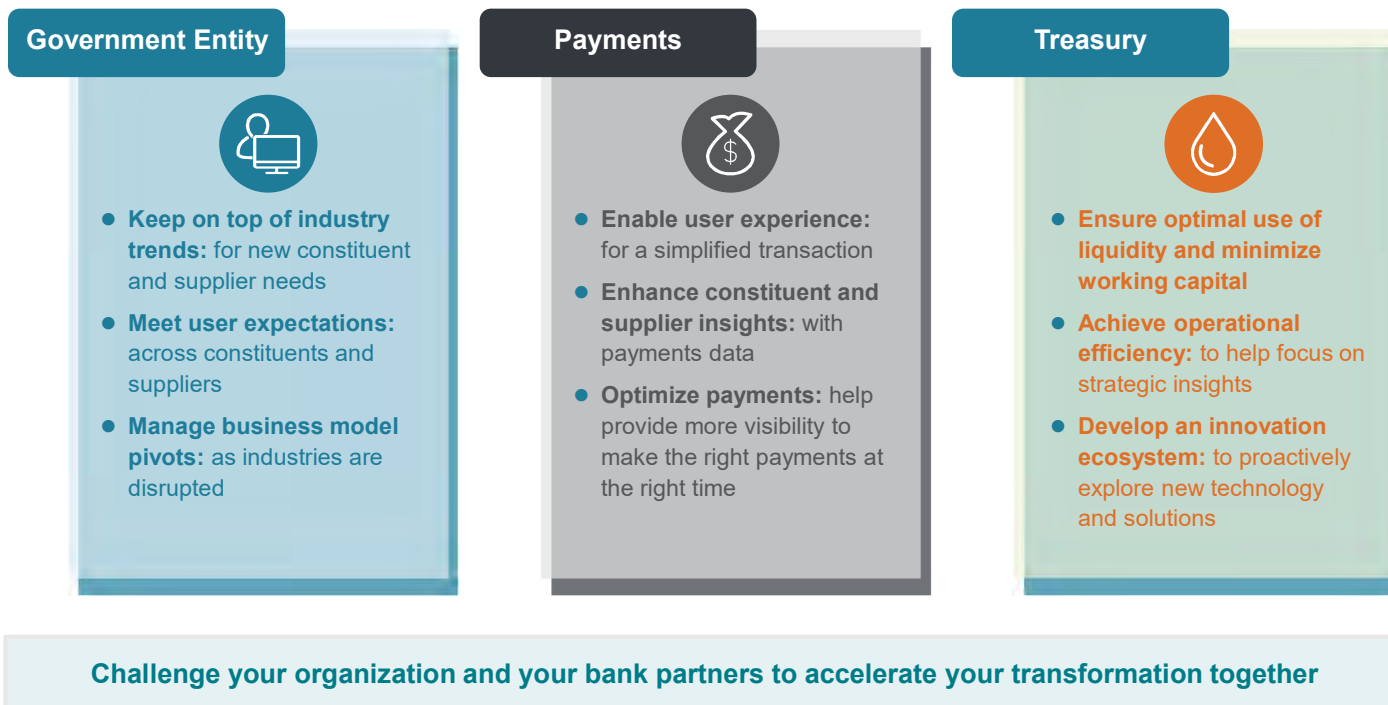 Government Entity
Keep on top of industry
trends: for new constituent
and supplier needs
Meet user expectations:
across constituents and
suppliers
Manage business model
pivots: as industries are
disrupted
Payments
$
Enable user experience:
for a simplified transaction
Enhance constituent and
supplier insights: with
payments data
Optimize payments: help
provide more visibility to
make the right payments at
the right time
Treasury
Ensure optimal use of
liquidity and minimize
working capital
Achieve operational
efficiency: to help focus on
strategic insights
Develop an innovation
ecosystem: to proactively
explore new technology
and solutions
Challenge your organization and your bank partners to accelerate your transformation together